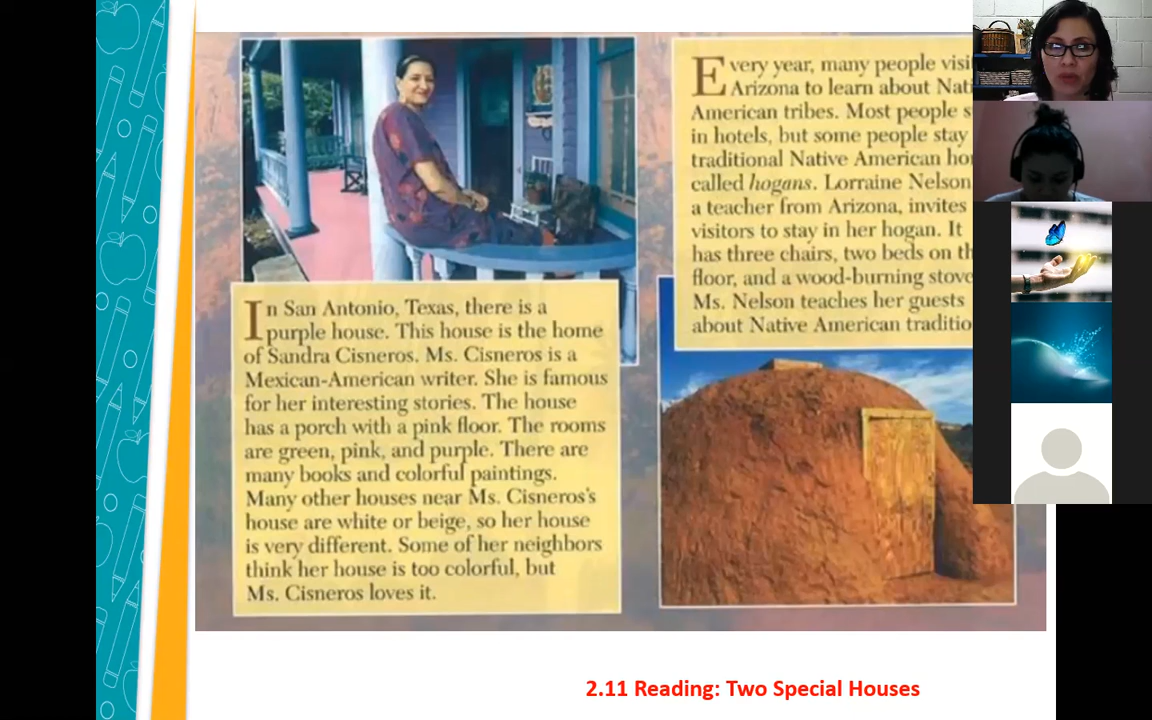 In San Antonio, Texas, there is a
purple house. This house is the home
of Sandra Cisneros. Ms. Cisneros is a
Mexican-American writer. She is famous
for her interesting stories. The house
has a porch with a pink floor. The rooms
are green, pink, and purple. There are
many books and colorful paintings.
Many other houses near Ms. Cisneros's
house are white or beige, so her house
is very different. Some of her neighbors
think her house is too colorful, but
Ms. Cisneros loves it.
Every year, many people visi
Arizona to learn about Nati
American tribes. Most people s
in hotels, but some people stay
traditional Native American ho
called hogans. Lorraine Nelson
a teacher from Arizona, invites
visitors to stay in her hogan. It
has three chairs, two beds on th
floor, and a wood-burning stove
Ms. Nelson teaches her guests
about Native American traditio
2.11 Reading: Two Special Houses